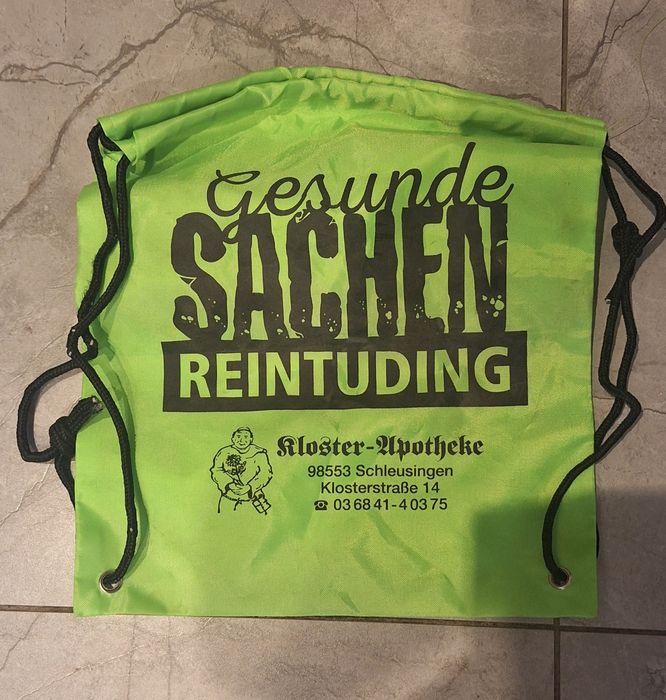 Gesunde
SACHEN
REINTUDING
Kloster-Apotheke
98553 Schleusingen
Klosterstraße 14
☎ 03 68 41 - 4 03 75